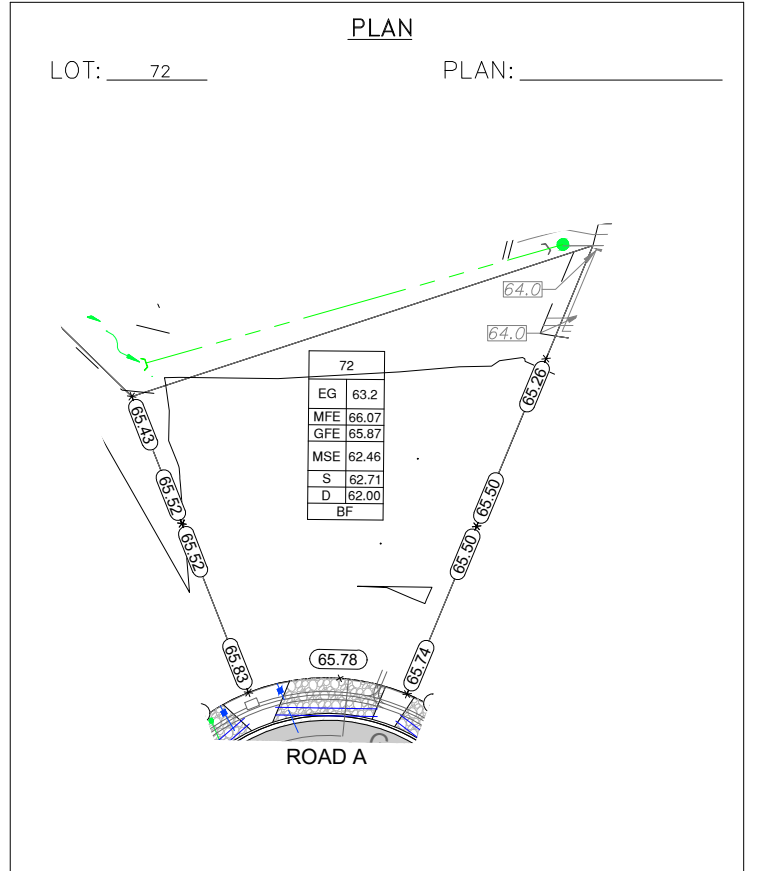 PLAN
LOT: 72 PLAN:
64.0
64.0
72
EG 63.2
MFE 66.07
GFE 65.87
MSE 62.46
S 62.71
D 62.00
BF
65.26
65.43
65.52
65.50
65.52
65.50
65.83
65.78
65.74
ROAD A